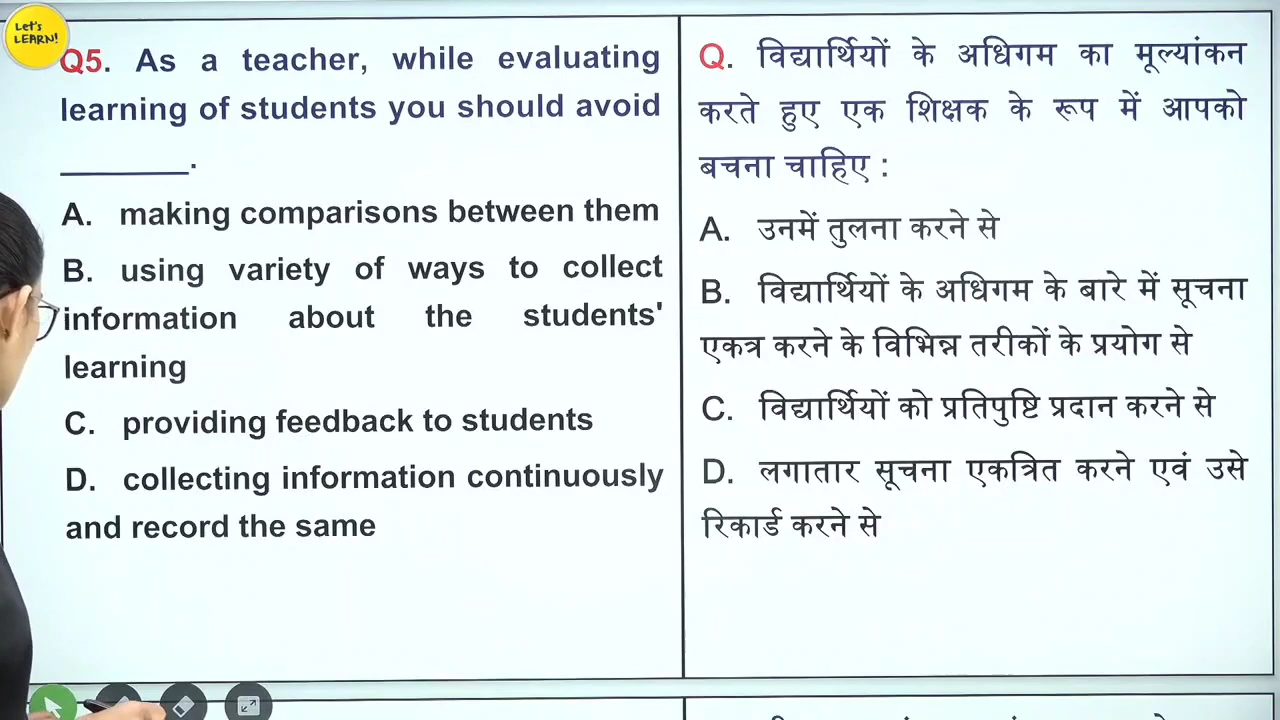 Let's
LEARN!
Q5. As a teacher, while evaluating
learning of students you should avoid
________.
A. making comparisons between them
B. using variety of ways to collect
information about the students'
learning
C. providing feedback to students
D. collecting information continuously
and record the same
Q. विद्यार्थियों के अधिगम का मूल्यांकन
करते हुए एक शिक्षक के रूप में आपको
बचना चाहिए :
A. उनमें तुलना करने से
B. विद्यार्थियों के अधिगम के बारे में सूचना
एकत्र करने के विभिन्न तरीकों के प्रयोग से
C. विद्यार्थियों को प्रतिपुष्टि प्रदान करने से
D. लगातार सूचना एकत्रित करने एवं उसे
रिकार्ड करने से